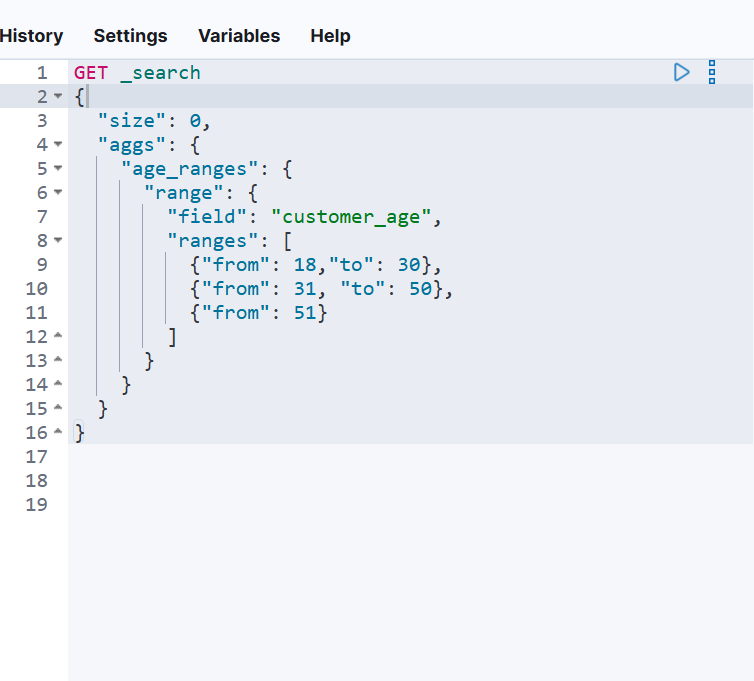 History Settings Variables Help
1 GET _search
2 {
3 "size": 0,
4 "aggs": {
5 "age_ranges": {
6 "range": {
7 "field": "customer_age",
8 "ranges": [
9 {"from": 18,"to": 30},
10 {"from": 31, "to": 50},
11 {"from": 51}
12 ]
13 }
14 }
15 }
16 }
17
18
19